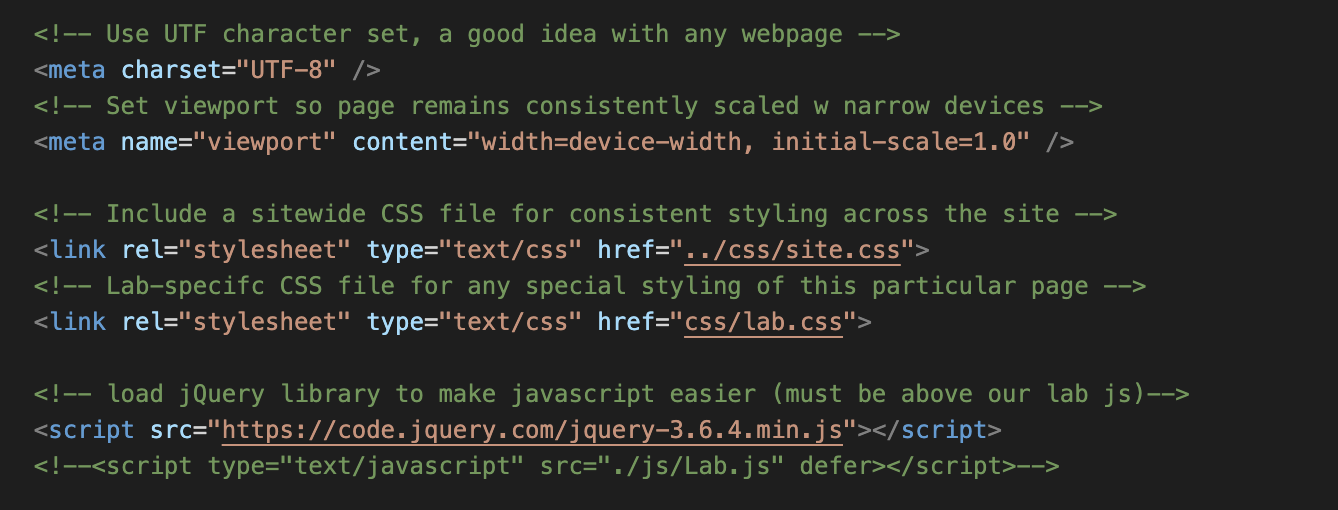 <!-- Use UTF character set, a good idea with any webpage -->
<meta charset="UTF-8" />
<!-- Set viewport so page remains consistently scaled w narrow devices -->
<meta name="viewport" content="width=device-width, initial-scale=1.0" />
<!-- Include a sitewide CSS file for consistent styling across the site -->
<link rel="stylesheet" type="text/css" href="../css/site.css">
<!-- Lab-specifc CSS file for any special styling of this particular page -->
<link rel="stylesheet" type="text/css" href="css/lab.css">
<!-- load jQuery library to make javascript easier (must be above our lab js)-->
<script src="https://code.jquery.com/jquery-3.6.4.min.js"></script>
<!--<script type="text/javascript" src="./js/Lab.js" defer></script>-->